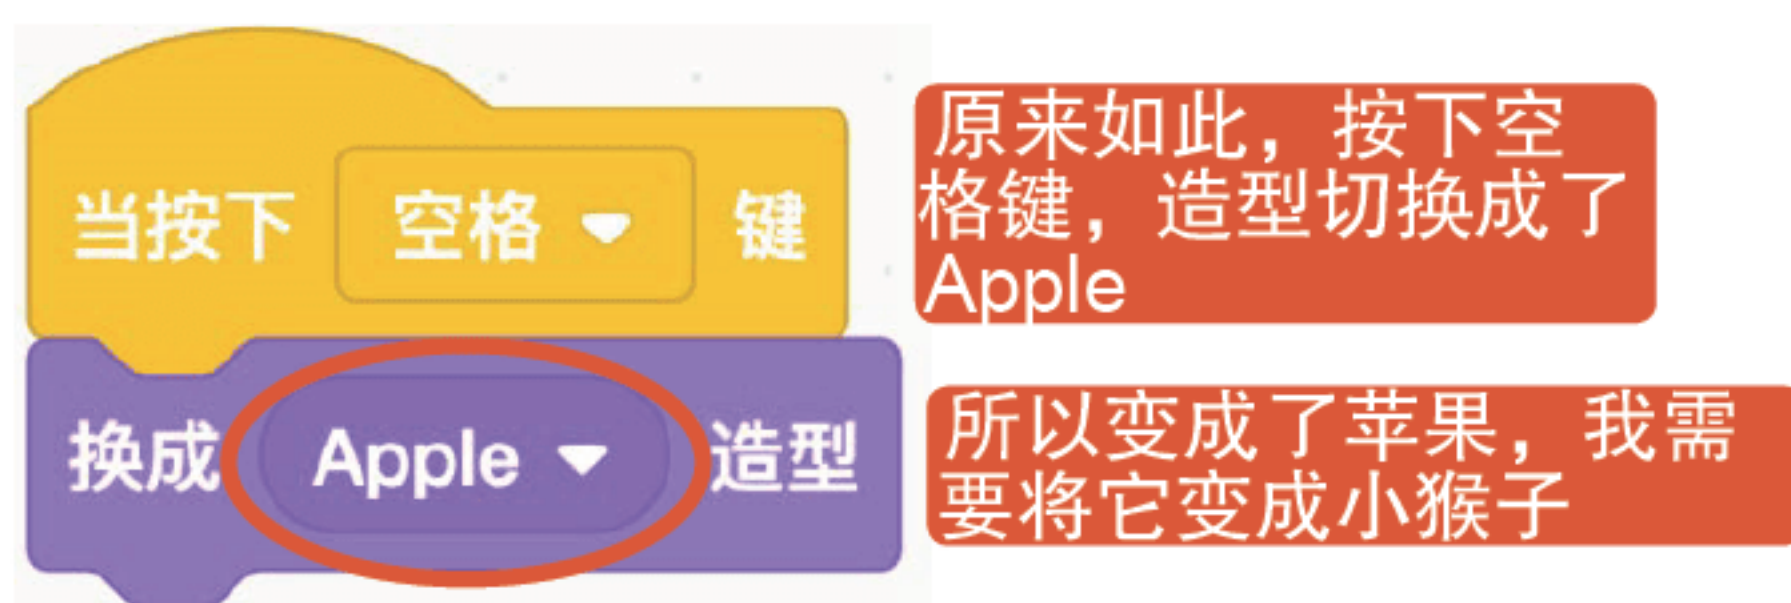 当按下 空格 键
换成 Apple 造型
原来如此，按下空
格键，造型切换成了
Apple
所以变成了苹果，我需
要将它变成小猴子